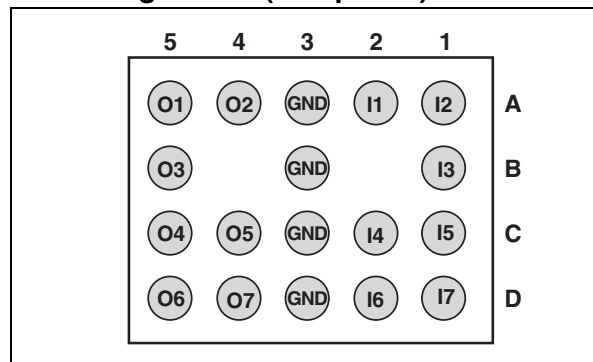 5 4 3 2 1
O1 O2 GND I1 I2 A
O3 GND I3 B
O4 O5 GND I4 I5 C
O6 O7 GND I6 I7 D